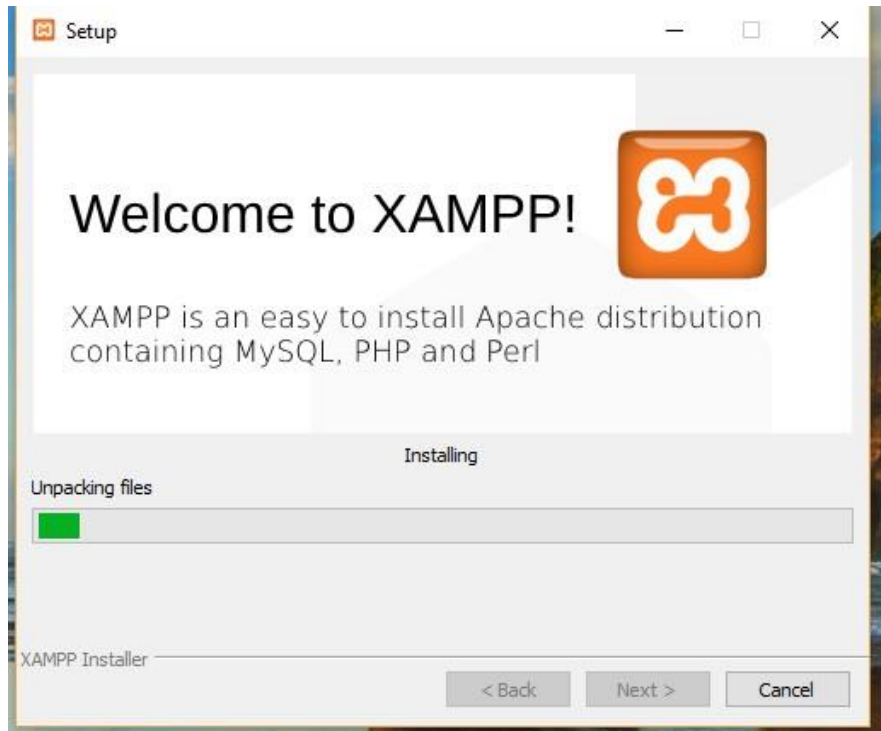 Setup
Welcome to XAMPP!
XAMPP is an easy to install Apache distribution
containing MySQL, PHP and Perl
Installing
Unpacking files
XAMPP Installer
< Back
Next >
Cancel